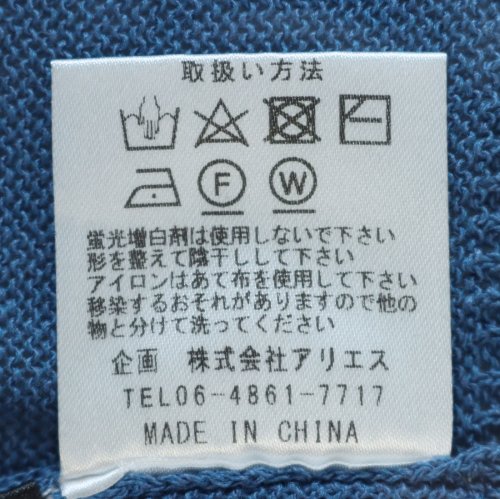 取扱い方法
F W
蛍光増白剤は使用しないで下さい
形を整えて陰干しして下さい
アイロンはあて布を使用して下さい
移染するおそれがありますので他の
物と分けて洗ってください
企画 株式会社アリエス
TEL06-4861-7717
MADE IN CHINA